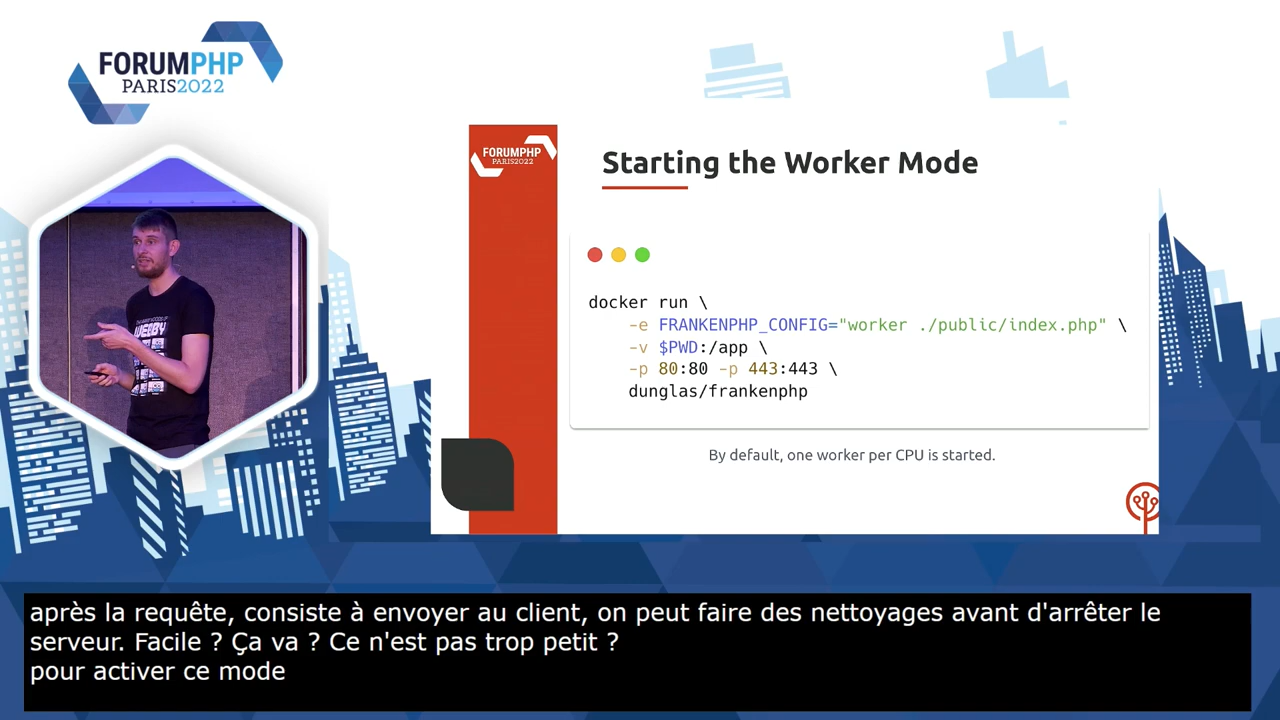 FORUMPHP
PARIS2022
FORUMPHP
PARIS2022
Starting the Worker Mode
docker run \
-e FRANKENPHP_CONFIG="worker ./public/index.php" \
-v $PWD:/app \
-p 80:80 -p 443:443 \
dunglas/frankenphp
By default, one worker per CPU is started.
après la requête, consiste à envoyer au client, on peut faire des nettoyages avant d'arrêter le
serveur. Facile ? Ça va ? Ce n'est pas trop petit ?
pour activer ce mode